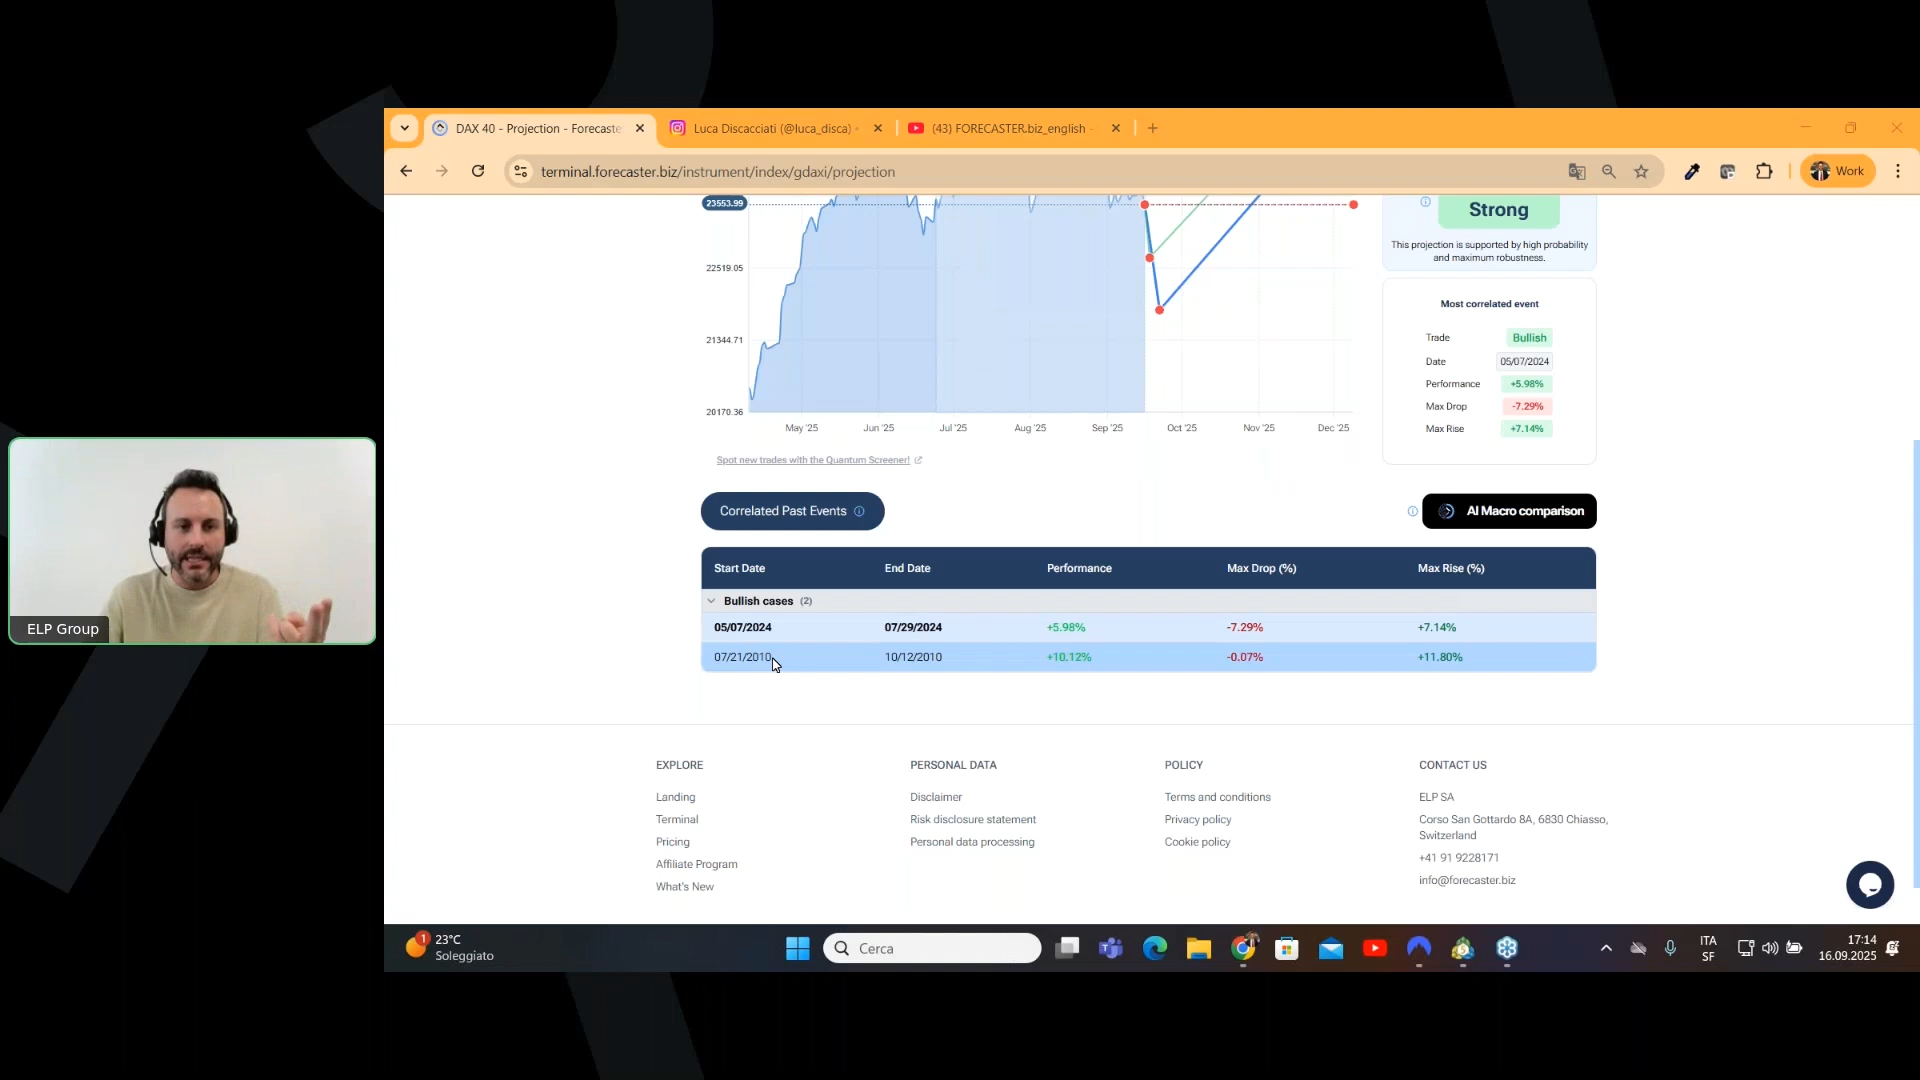 DAX 40 - Projection - Forecaste
Luca Discacciati (@luca_disca) •
(43) FORECASTER.biz_english -
terminal.forecaster.biz/instrument/index/gdaxi/projection
Work
23553.99
22519.05
21344.71
20170.36
May '25
Jun '25
Jul '25
Aug '25
Sep '25
Oct '25
Nov '25
Dec '25
Spot new trades with the Quantum Screener!
Strong
This projection is supported by high probability
and maximum robustness.
Most correlated event
Trade Bullish
Date 05/07/2024
Performance +5.98%
Max Drop -7.29%
Max Rise +7.14%
Correlated Past Events
AI Macro comparison
Start Date End Date Performance Max Drop (%) Max Rise (%)
Bullish cases (2)
05/07/2024 07/29/2024 +5.98% -7.29% +7.14%
07/21/2010 10/12/2010 +10.12% -0.07% +11.80%
ELP Group
EXPLORE
Landing
Terminal
Pricing
Affiliate Program
What's New
PERSONAL DATA
Disclaimer
Risk disclosure statement
Personal data processing
POLICY
Terms and conditions
Privacy policy
Cookie policy
CONTACT US
ELP SA
Corso San Gottardo 8A, 6830 Chiasso,
Switzerland
+41 91 9228171
info@forecaster.biz
1
23°C
Soleggiato
Cerca
ITA
SF
17:14
16.09.2025